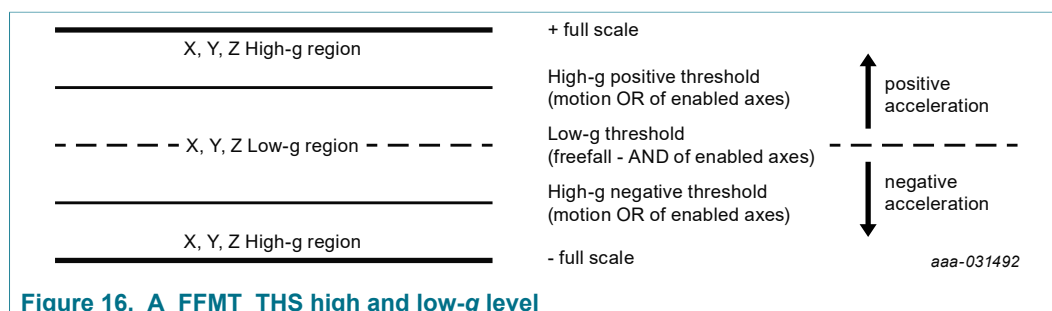 + full scale
X, Y, Z High-g region
High-g positive threshold
(motion OR of enabled axes)
positive
acceleration
Low-g threshold
(freefall - AND of enabled axes)
X, Y, Z Low-g region
High-g negative threshold
(motion OR of enabled axes)
negative
acceleration
X, Y, Z High-g region
- full scale
aaa-031492
Figure 16. A_FFMT_THS high and low-g level